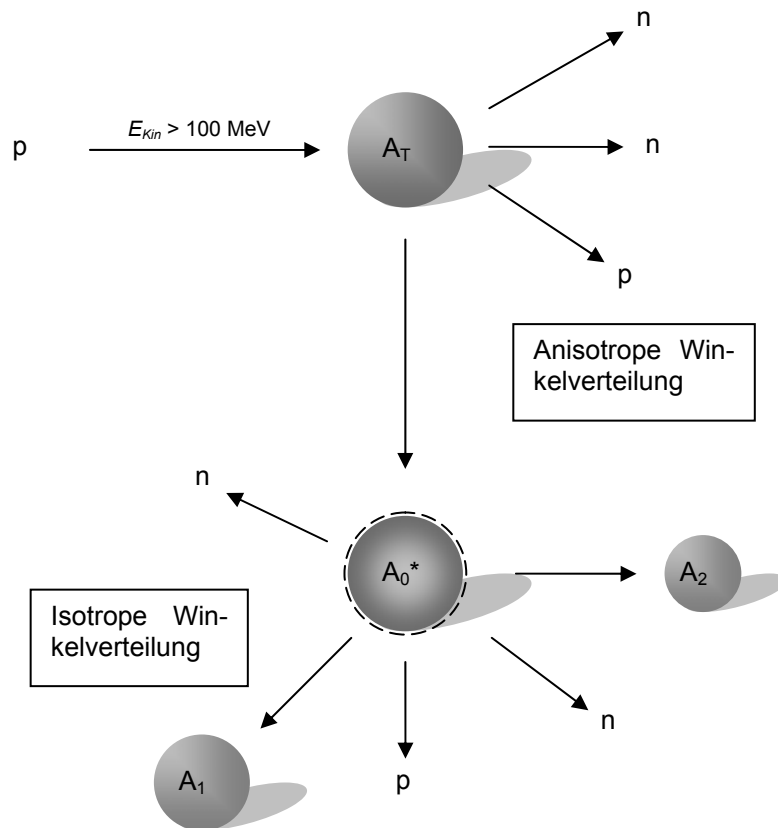 n
E_Kin > 100 MeV
p
A_T
n
p
Anisotrope Win-
kelverteilung
n
A_0*
A_2
Isotrope Win-
kelverteilung
n
A_1
p